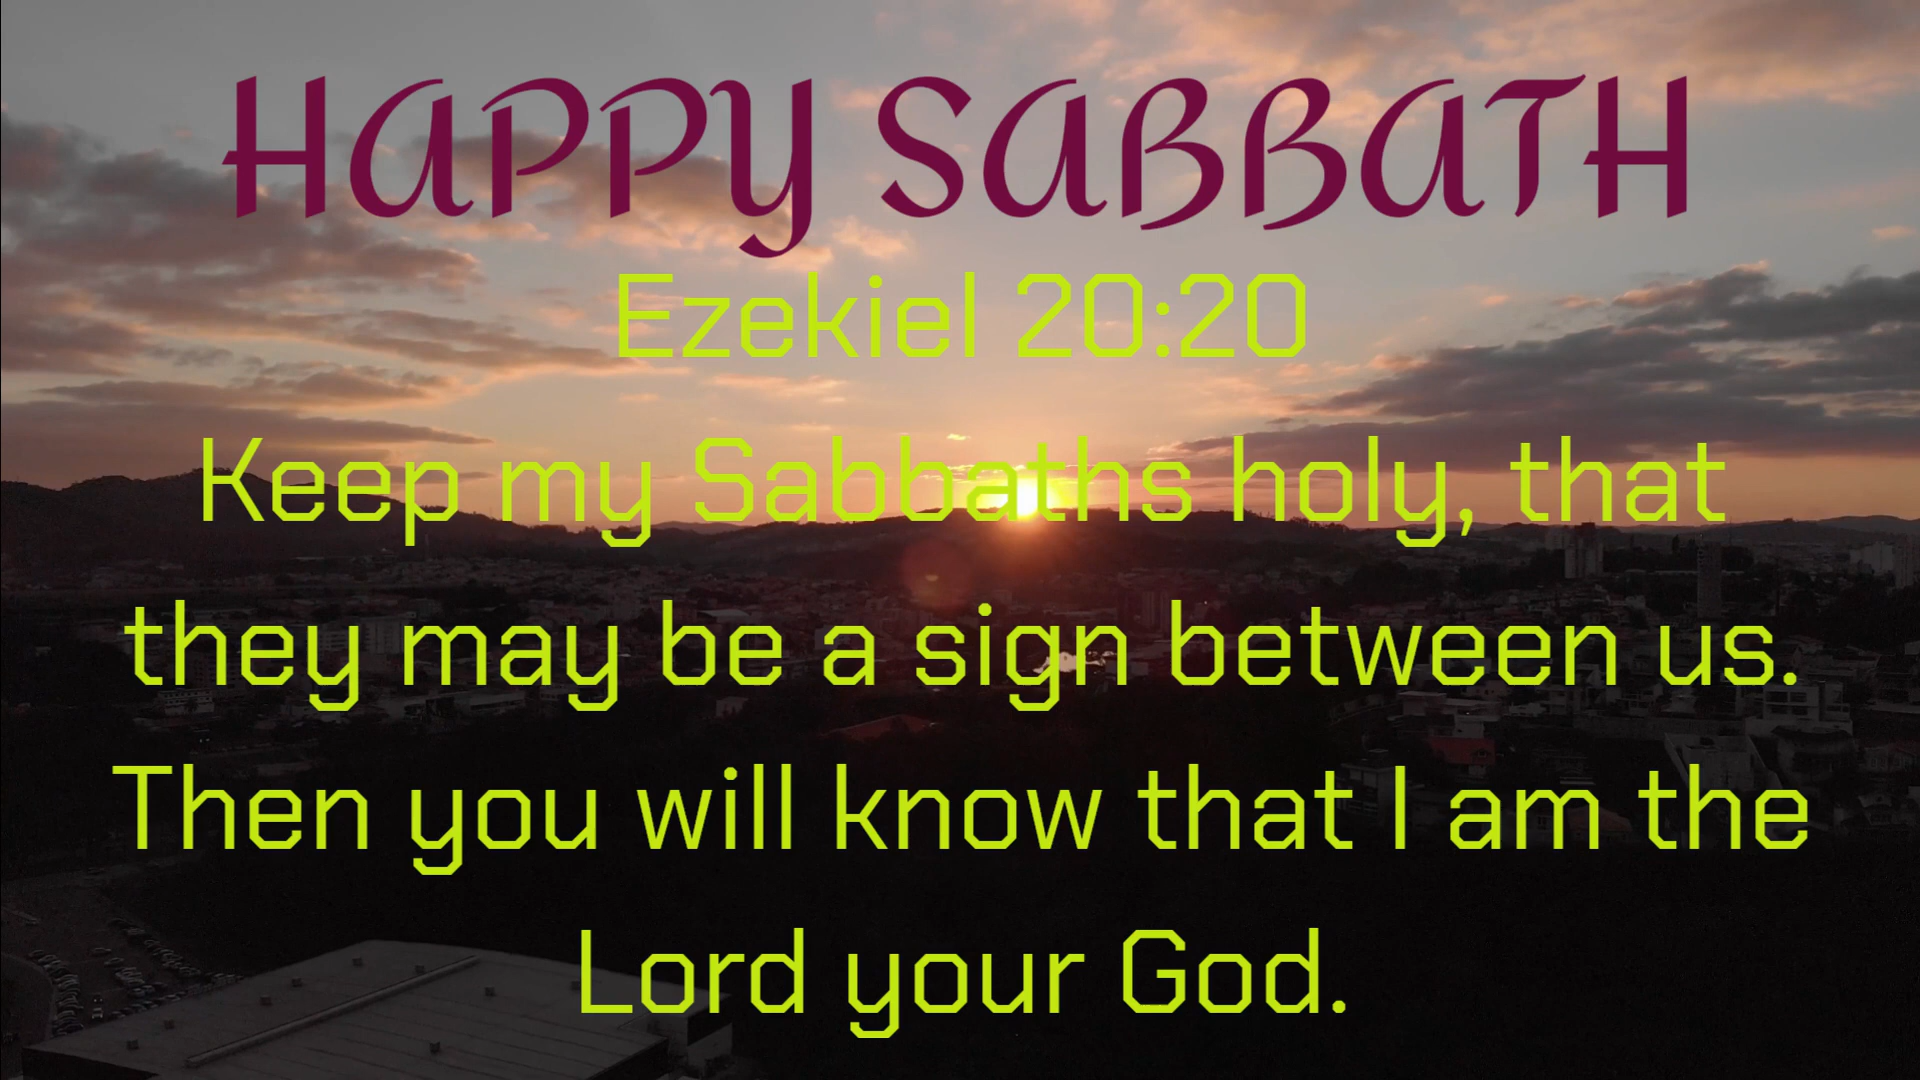 HAPPY SABBATH
Ezekiel 20:20
Keep my Sabbaths holy, that
they may be a sign between us.
Then you will know that I am the
Lord your God.